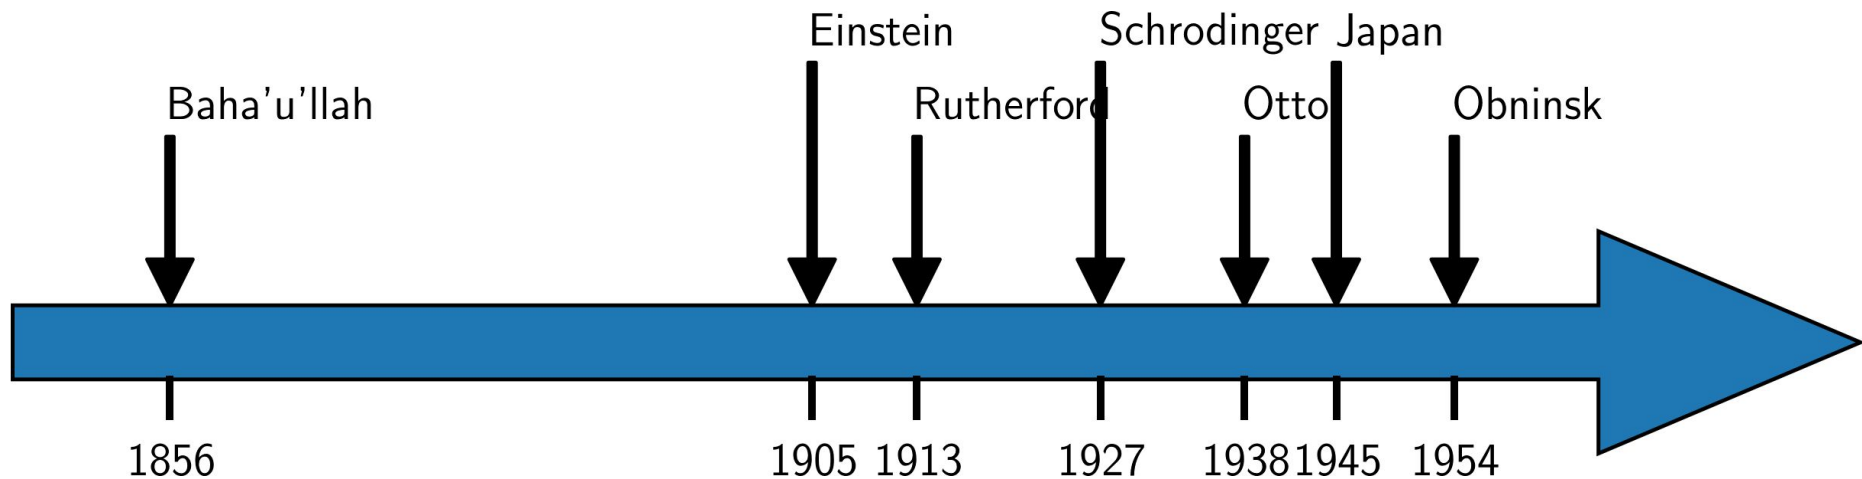 Einstein
Schrodinger
Japan
Baha'u'llah
Rutherford
Otto
Obninsk
1856
1905
1913
1927
1938
1945
1954